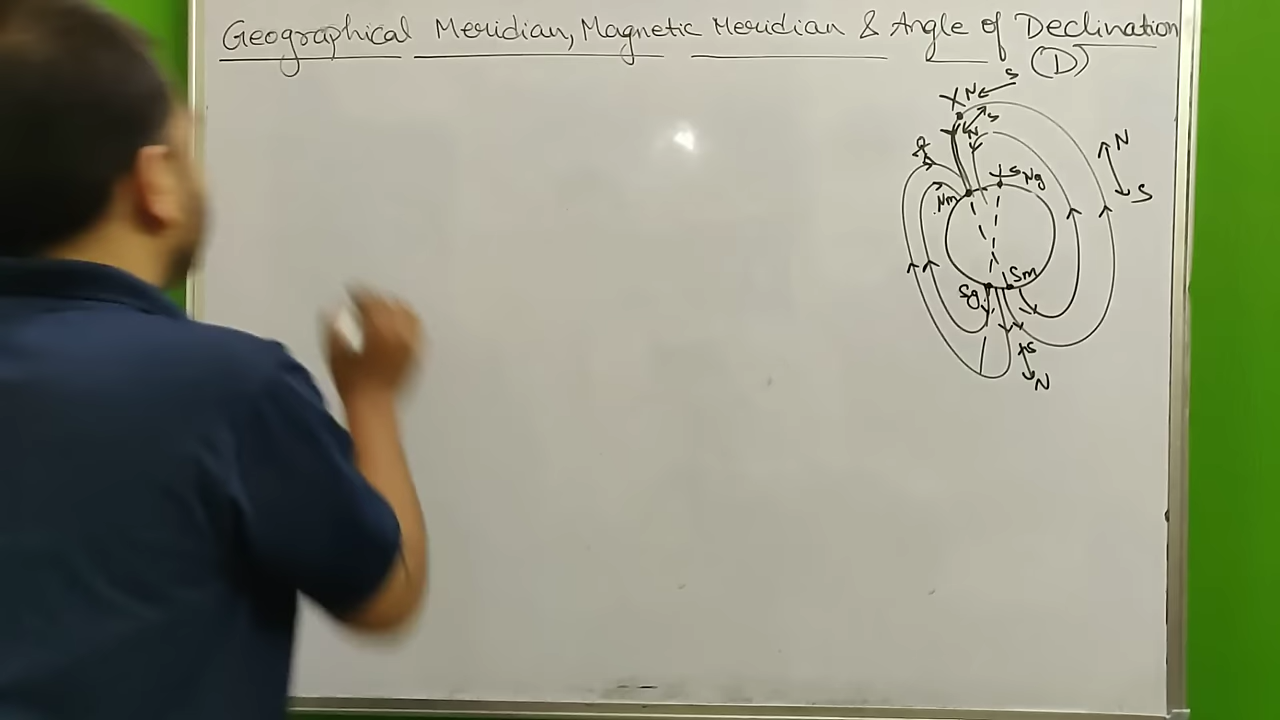 Geographical Meridian, Magnetic Meridian & Angle of Declination
(D)
N S
S
N
N
S Ng
Nm
S
Sm
Sg
S
N